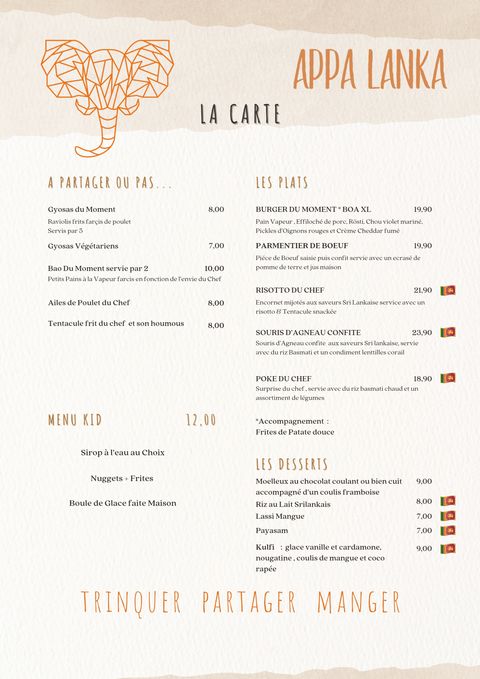 APPA LANKA
LA CARTE
A PARTAGER OU PAS...
Gyosas du Moment 8,00
Raviolis frits farçis de poulet
Servis par 5
Gyosas Végétariens 7,00
Bao Du Moment servie par 2 10,00
Petits Pains à la Vapeur farcis en fonction de l'envie du Chef
Ailes de Poulet du Chef 8,00
Tentacule frit du chef et son houmous 8,00
MENU KID 12,00
Sirop à l'eau au Choix
Nuggets + Frites
Boule de Glace faite Maison
LES PLATS
BURGER DU MOMENT * BOA XL 19,90
Pain Vapeur , Effiloché de porc, Rösti, Chou violet mariné,
Pickles d'Oignons rouges et Crème Cheddar fumé
PARMENTIER DE BOEUF 19,90
Pièce de Boeuf saisie puis confit servie avec un ecrasé de
pomme de terre et jus maison
RISOTTO DU CHEF 21,90
Encornet mijotés aux saveurs Sri Lankaise service avec un
risotto & Tentacule snackée
SOURIS D'AGNEAU CONFITE 23,90
Souris d'Agneau confite aux saveurs Sri lankaise, servie
avec du riz Basmati et un condiment lentilles corail
POKE DU CHEF 18,90
Surprise du chef , servie avec du riz basmati chaud et un
assortiment de légumes
*Accompagnement :
Frites de Patate douce
LES DESSERTS
Moelleux au chocolat coulant ou bien cuit 9,00
accompagné d'un coulis framboise
Riz au Lait Srilankais 8,00
Lassi Mangue 7,00
Payasam 7,00
Kulfi : glace vanille et cardamone, 9,00
nougatine , coulis de mangue et coco
rapée
TRINQUER PARTAGER MANGER